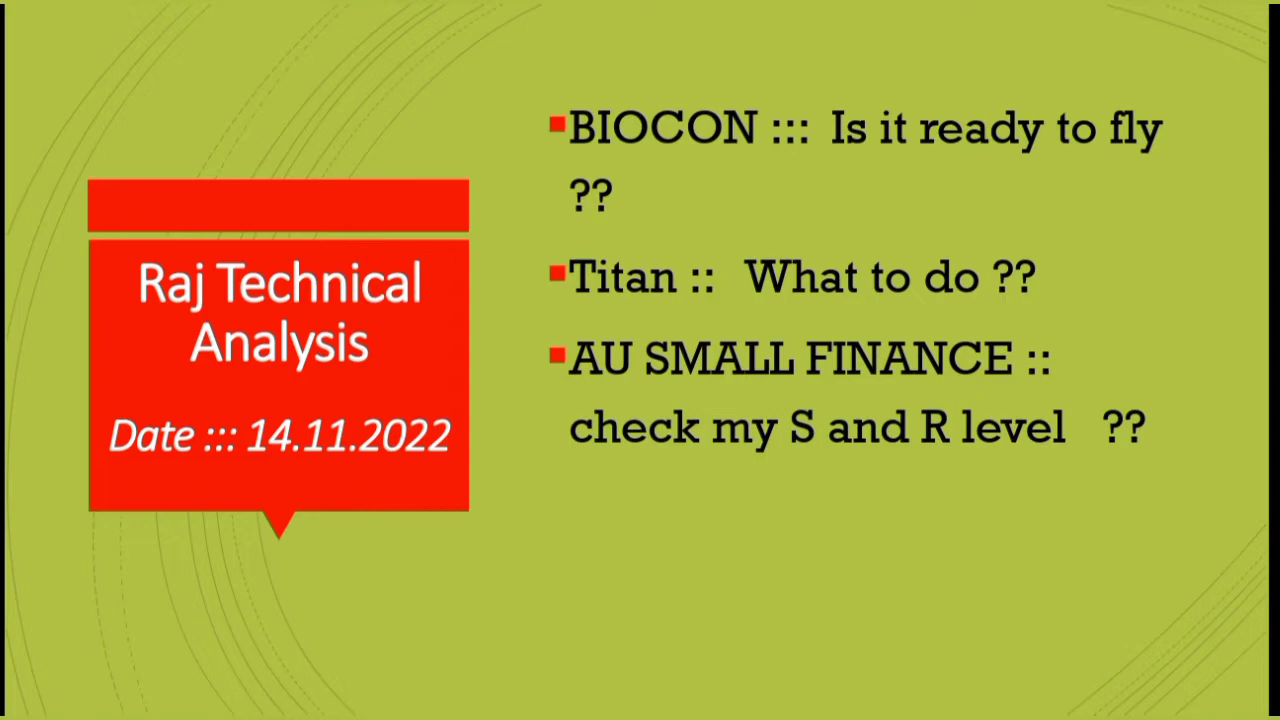 Raj Technical
Analysis
Date ::: 14.11.2022
BIOCON ::: Is it ready to fly
??
Titan :: What to do ??
AU SMALL FINANCE ::
check my S and R level ??